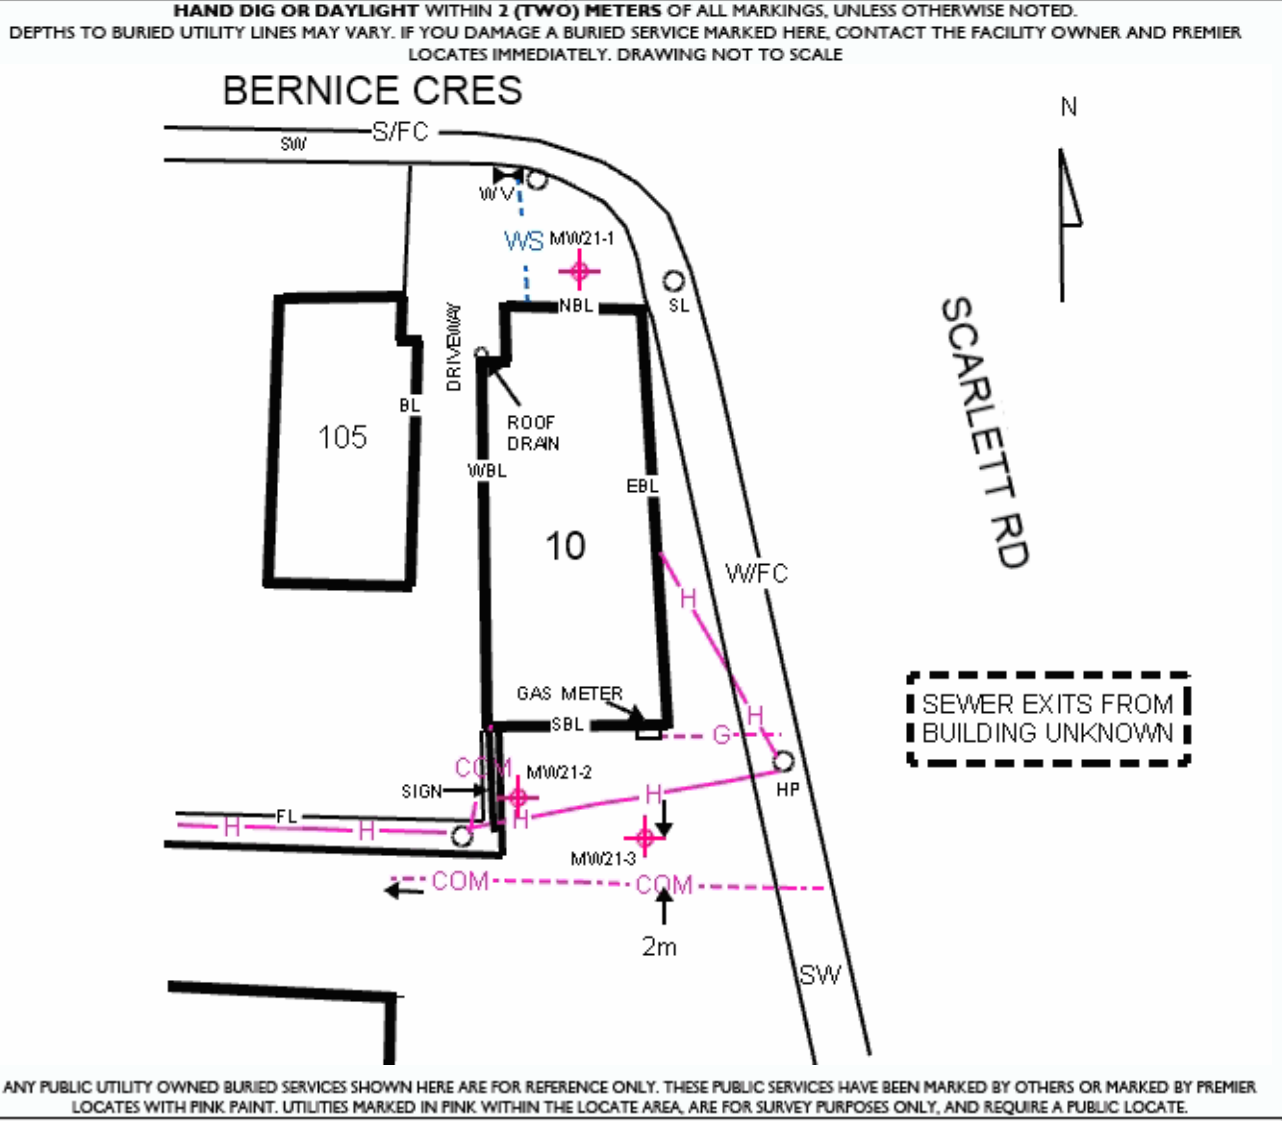 HAND DIG OR DAYLIGHT WITHIN 2 (TWO) METERS OF ALL MARKINGS, UNLESS OTHERWISE NOTED.
DEPTHS TO BURIED UTILITY LINES MAY VARY. IF YOU DAMAGE A BURIED SERVICE MARKED HERE, CONTACT THE FACILITY OWNER AND PREMIER
LOCATES IMMEDIATELY. DRAWING NOT TO SCALE
BERNICE CRES
N
S/FC
SW
WV
WS
MW21-1
SL
NBL
DRIVEWAY
SCARLETT RD
BL
105
ROOF
DRAIN
WBL
EBL
10
W/FC
H
GAS METER
SBL
H
G
SEWER EXITS FROM
BUILDING UNKNOWN
COM
MW21-2
SIGN
H
HP
FL
H
H
H
MW21-3
COM
COM
2m
SW
ANY PUBLIC UTILITY OWNED BURIED SERVICES SHOWN HERE ARE FOR REFERENCE ONLY. THESE PUBLIC SERVICES HAVE BEEN MARKED BY OTHERS OR MARKED BY PREMIER
LOCATES WITH PINK PAINT. UTILITIES MARKED IN PINK WITHIN THE LOCATE AREA, ARE FOR SURVEY PURPOSES ONLY, AND REQUIRE A PUBLIC LOCATE.